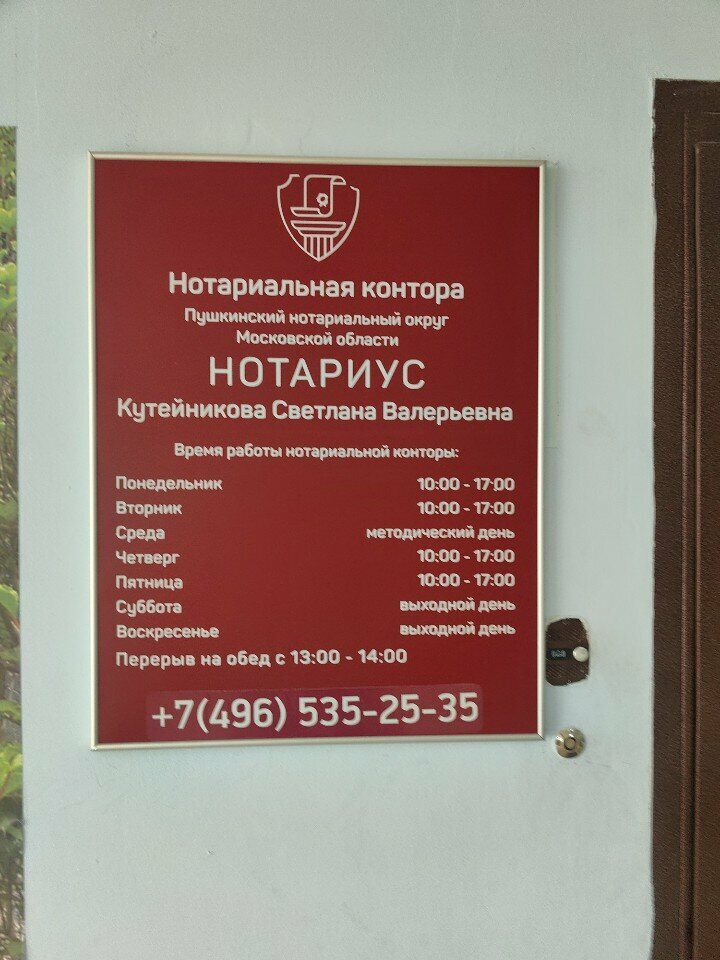 Нотариальная контора
Пушкинский нотариальный округ
Московской области
НОТАРИУС
Кутейникова Светлана Валерьевна
Время работы нотариальной конторы:
Понедельник 10:00 - 17:00
Вторник 10:00 - 17:00
Среда методический день
Четверг 10:00 - 17:00
Пятница 10:00 - 17:00
Суббота выходной день
Воскресенье выходной день
Перерыв на обед с 13:00 - 14:00
+7(496) 535-25-35